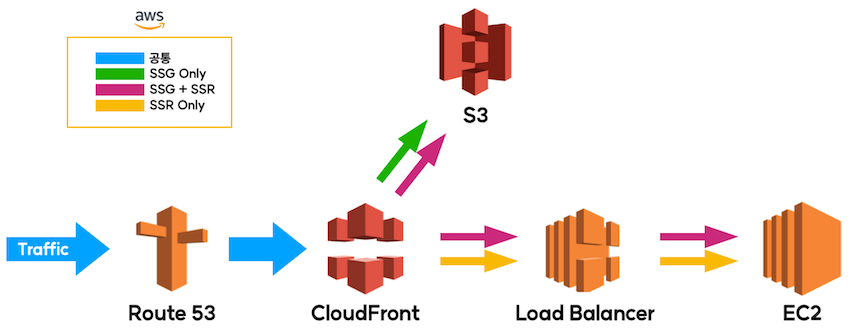 aws
공통
SSG Only
SSG + SSR
SSR Only
S3
Traffic
Route 53
CloudFront
Load Balancer
EC2